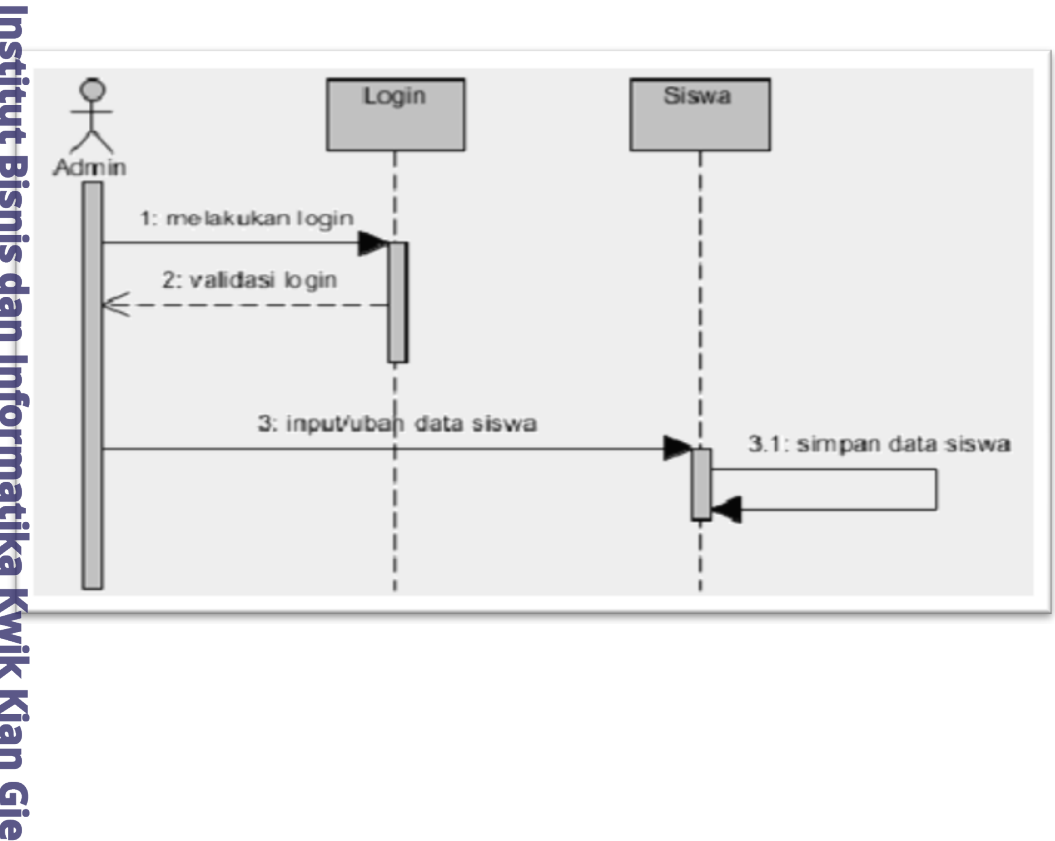 Institut Bisnis dan Informatika Kwik Kian Gie
Login
Siswa
Admin
1: melakukan login
2: validasi login
3: input/ubah data siswa
3.1: simpan data siswa